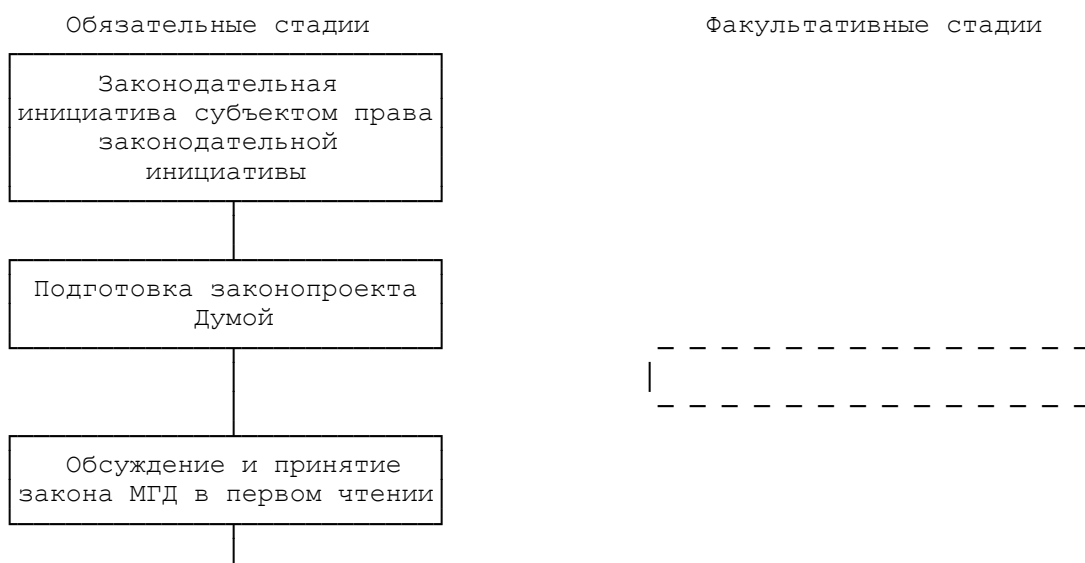 Обязательные стадии
Факультативные стадии
Законодательная
инициатива субъектом права
законодательной
инициативы
Подготовка законопроекта
Думой
Обсуждение и принятие
закона МГД в первом чтении